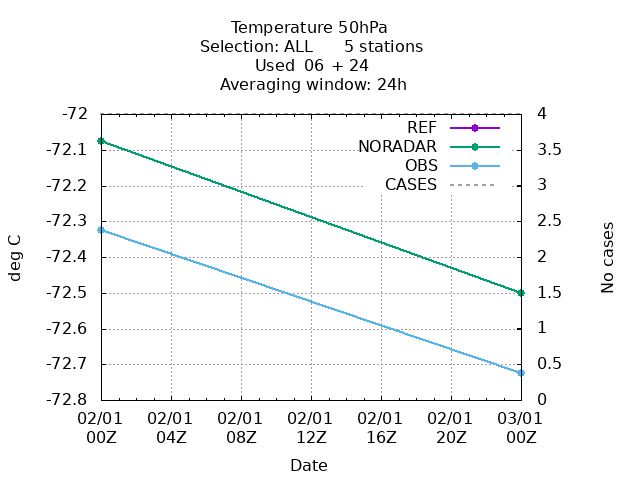 Temperature 50hPa
Selection: ALL      5 stations
Used  06 + 24
Averaging window: 24h
-72
-72.1
-72.2
-72.3
-72.4
-72.5
-72.6
-72.7
-72.8
deg C
REF
NORADAR
OBS
CASES
4
3.5
3
2.5
2
1.5
1
0.5
0
No cases
02/01 02/01 02/01 02/01 02/01 02/01 03/01
00Z 04Z 08Z 12Z 16Z 20Z 00Z
Date